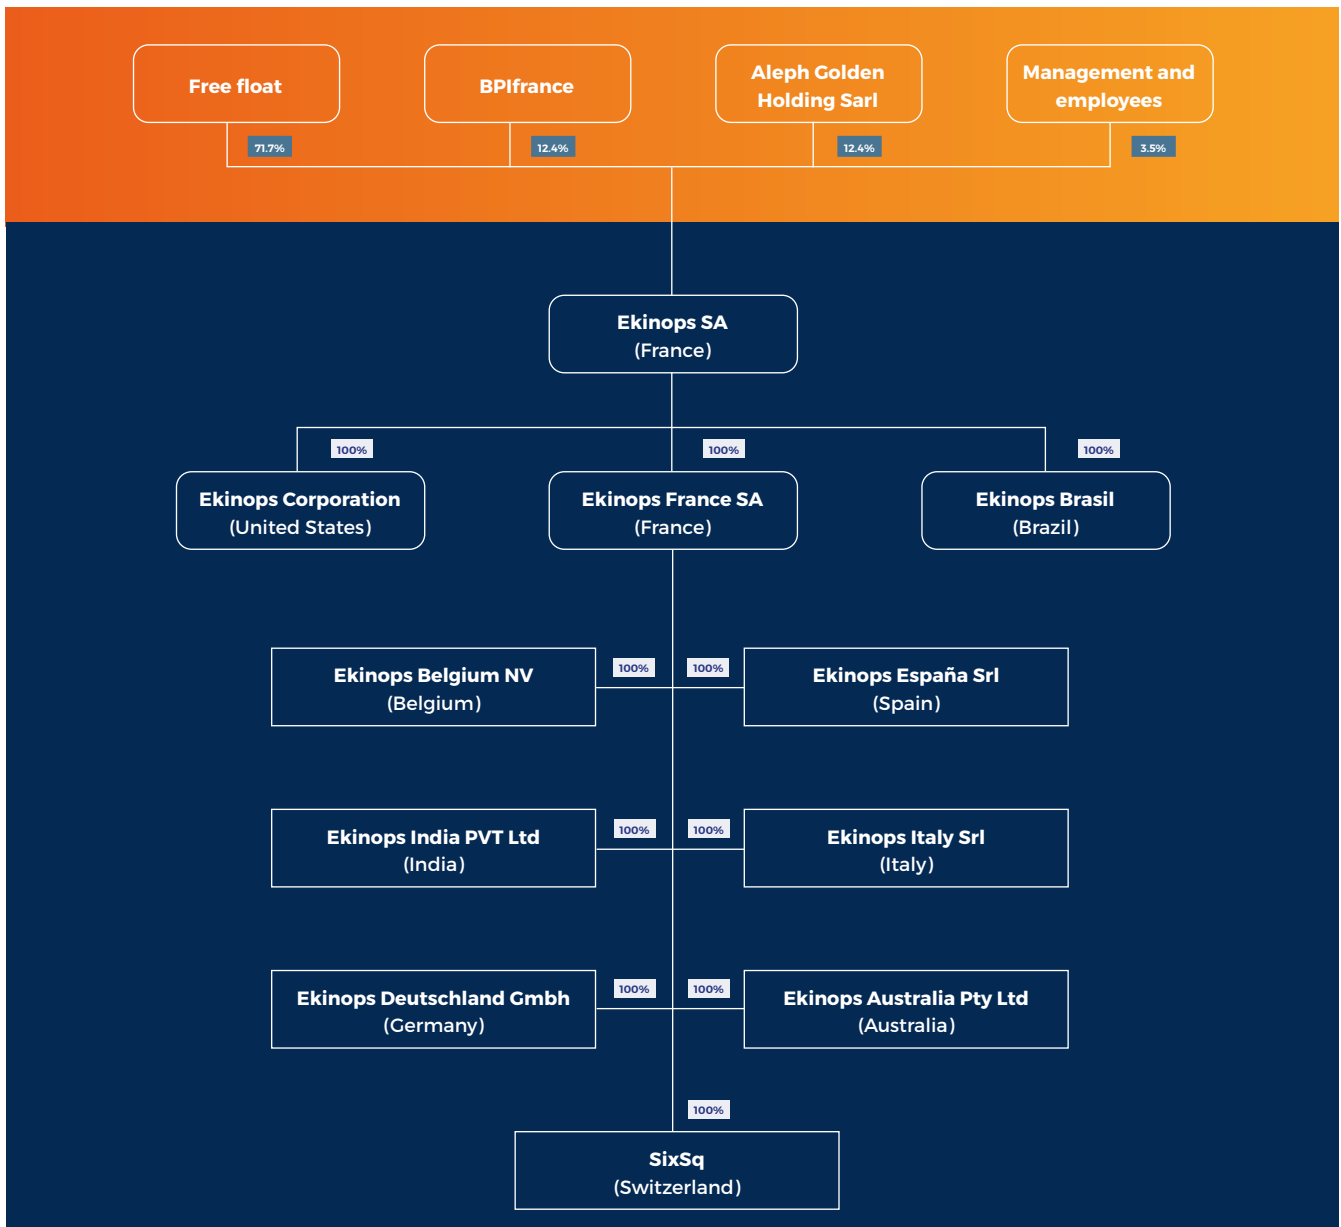 Free float
BPIfrance
Aleph Golden
Holding Sarl
Management and
employees
71.7%
12.4%
12.4%
3.5%
Ekinops SA
(France)
100%
100%
100%
Ekinops Corporation
(United States)
Ekinops France SA
(France)
Ekinops Brasil
(Brazil)
100%
100%
Ekinops Belgium NV
(Belgium)
Ekinops España Srl
(Spain)
100%
100%
Ekinops India PVT Ltd
(India)
Ekinops Italy Srl
(Italy)
100%
100%
Ekinops Deutschland Gmbh
(Germany)
Ekinops Australia Pty Ltd
(Australia)
100%
SixSq
(Switzerland)